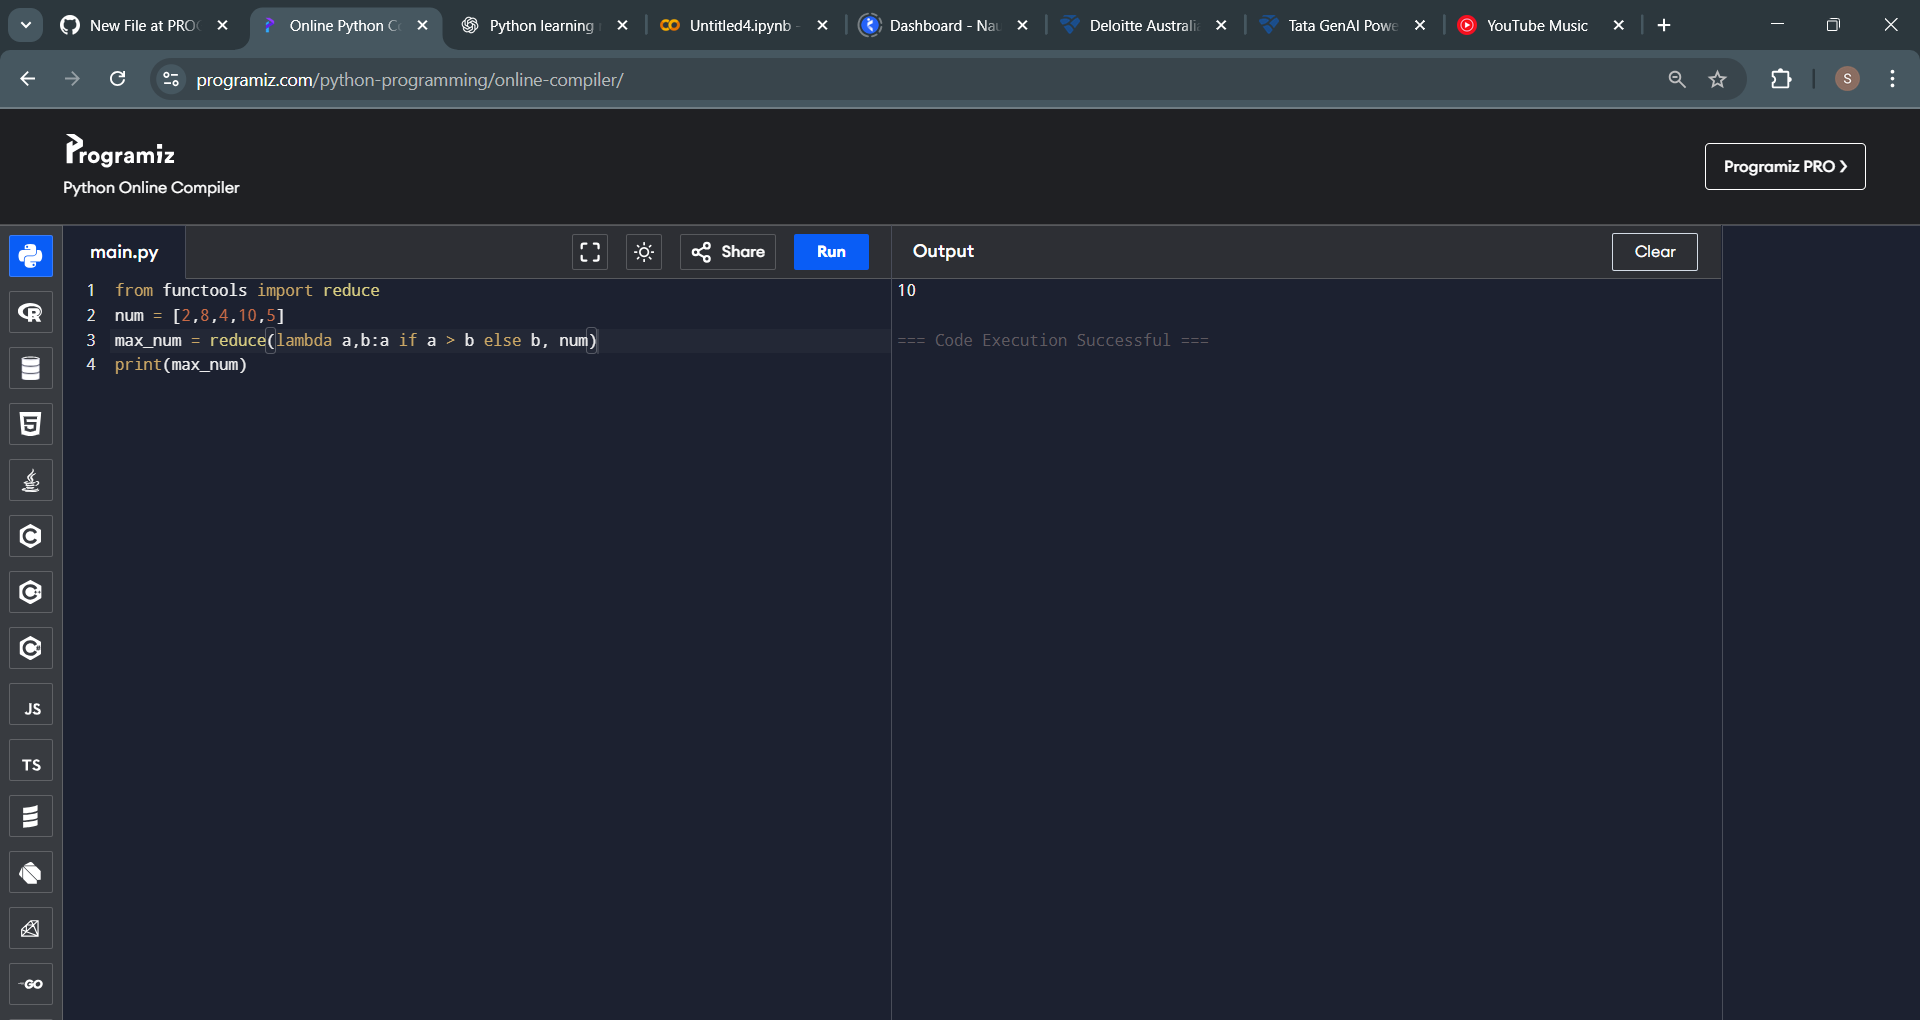 New File at PRO
Online Python C
Python learning
Untitled4.ipynb -
Dashboard - Na
Deloitte Australi
Tata GenAI Powe
YouTube Music
programiz.com/python-programming/online-compiler/
S
Programiz
Python Online Compiler
Programiz PRO >
main.py
Share
Run
Output
Clear
1 from functools import reduce
2 num = [2,8,4,10,5]
3 max_num = reduce(lambda a,b:a if a > b else b, num)
4 print(max_num)
10
=== Code Execution Successful ===
JS
TS
GO